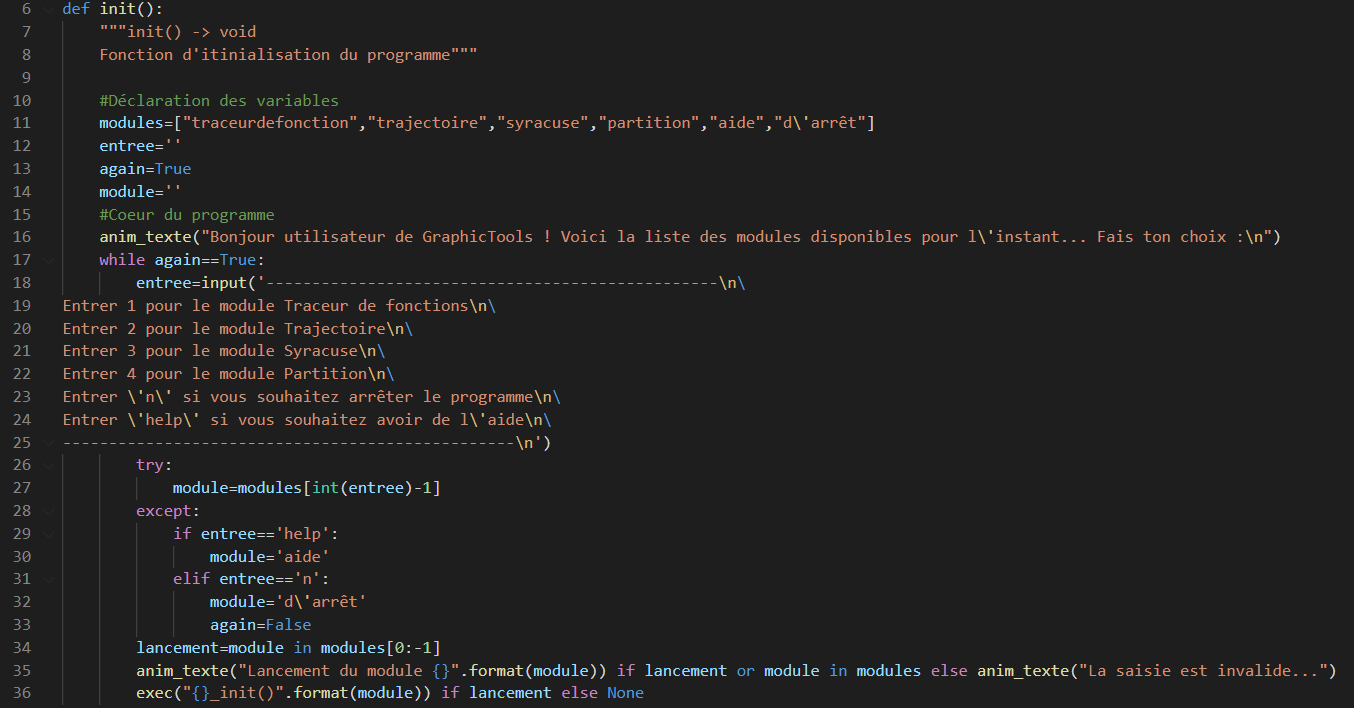 6 def init():
7 """init() -> void
8 Fonction d'itinialisation du programme"""
9
10 #Déclaration des variables
11 modules=["traceurdefonction","trajectoire","syracuse","partition","aide","d\'arrêt"]
12 entree=''
13 again=True
14 module=''
15 #Coeur du programme
16 anim_texte("Bonjour utilisateur de GraphicTools ! Voici la liste des modules disponibles pour l\'instant... Fais ton choix :\n")
17 while again==True:
18 entree=input('-------------------------------------------------\n\
19 Entrer 1 pour le module Traceur de fonctions\n\
20 Entrer 2 pour le module Trajectoire\n\
21 Entrer 3 pour le module Syracuse\n\
22 Entrer 4 pour le module Partition\n\
23 Entrer \'n\' si vous souhaitez arrêter le programme\n\
24 Entrer \'help\' si vous souhaitez avoir de l\'aide\n\
25 -------------------------------------------------\n')
26 try:
27 module=modules[int(entree)-1]
28 except:
29 if entree=='help':
30 module='aide'
31 elif entree=='n':
32 module='d\'arrêt'
33 again=False
34 lancement=module in modules[0:-1]
35 anim_texte("Lancement du module {}".format(module)) if lancement or module in modules else anim_texte("La saisie est invalide...")
36 exec("{}_init()".format(module)) if lancement else None